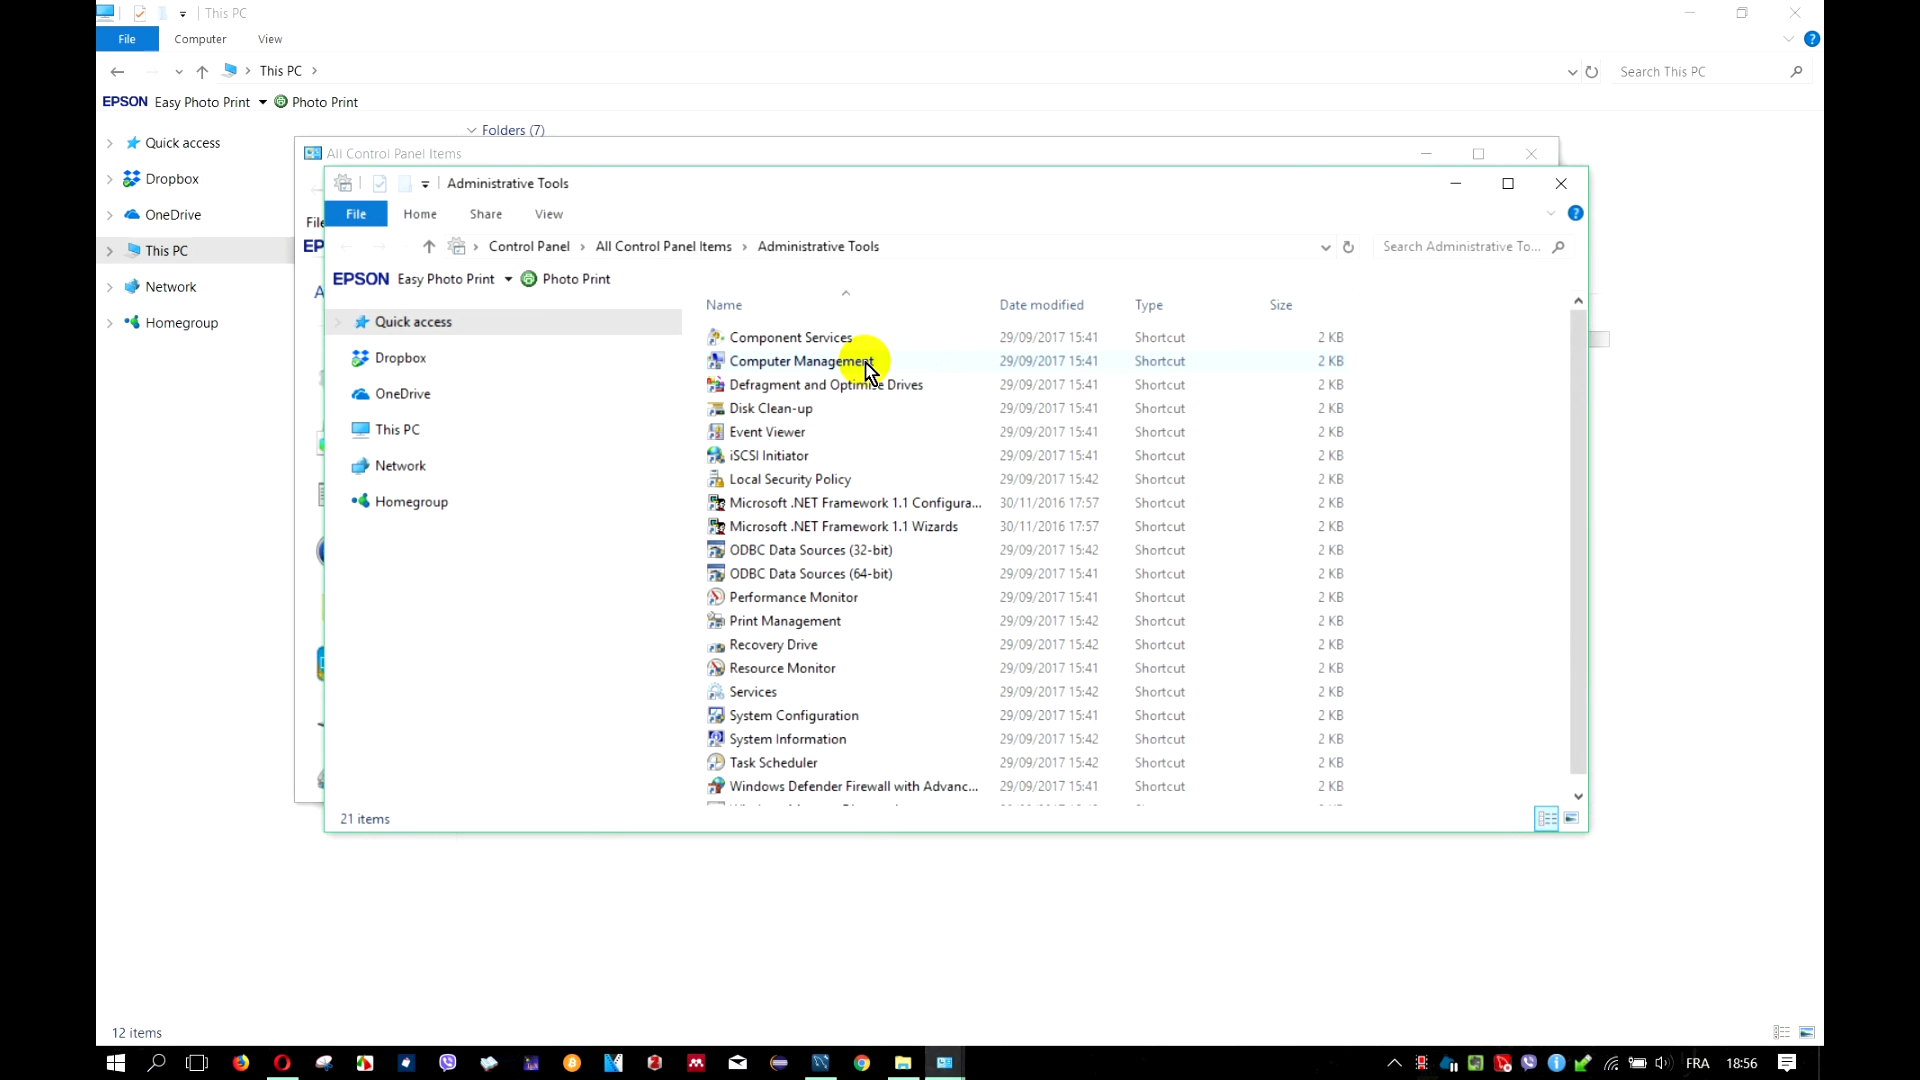 This PC
File Computer View
This PC
Search This PC
EPSON Easy Photo Print Photo Print
Folders (7)
Quick access
Dropbox
OneDrive
This PC
Network
Homegroup
All Control Panel Items
File
EP
A
Administrative Tools
File Home Share View
Control Panel All Control Panel Items Administrative Tools
Search Administrative To...
EPSON Easy Photo Print Photo Print
Quick access
Dropbox
OneDrive
This PC
Network
Homegroup
Name Date modified Type Size
Component Services 29/09/2017 15:41 Shortcut 2 KB
Computer Management 29/09/2017 15:41 Shortcut 2 KB
Defragment and Optimise Drives 29/09/2017 15:41 Shortcut 2 KB
Disk Clean-up 29/09/2017 15:41 Shortcut 2 KB
Event Viewer 29/09/2017 15:41 Shortcut 2 KB
iSCSI Initiator 29/09/2017 15:41 Shortcut 2 KB
Local Security Policy 29/09/2017 15:42 Shortcut 2 KB
Microsoft .NET Framework 1.1 Configura... 30/11/2016 17:57 Shortcut 2 KB
Microsoft .NET Framework 1.1 Wizards 30/11/2016 17:57 Shortcut 2 KB
ODBC Data Sources (32-bit) 29/09/2017 15:42 Shortcut 2 KB
ODBC Data Sources (64-bit) 29/09/2017 15:41 Shortcut 2 KB
Performance Monitor 29/09/2017 15:41 Shortcut 2 KB
Print Management 29/09/2017 15:42 Shortcut 2 KB
Recovery Drive 29/09/2017 15:42 Shortcut 2 KB
Resource Monitor 29/09/2017 15:41 Shortcut 2 KB
Services 29/09/2017 15:42 Shortcut 2 KB
System Configuration 29/09/2017 15:41 Shortcut 2 KB
System Information 29/09/2017 15:42 Shortcut 2 KB
Task Scheduler 29/09/2017 15:42 Shortcut 2 KB
Windows Defender Firewall with Advanc... 29/09/2017 15:41 Shortcut 2 KB
21 items
12 items
FRA 18:56